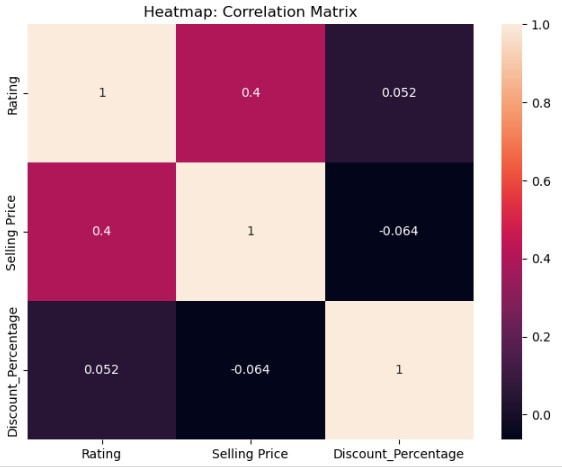 Heatmap: Correlation Matrix
Rating
1
0.4
0.052
Selling Price
0.4
1
-0.064
Discount_Percentage
0.052
-0.064
1
Rating
Selling Price
Discount_Percentage
1.0
0.8
0.6
0.4
0.2
0.0